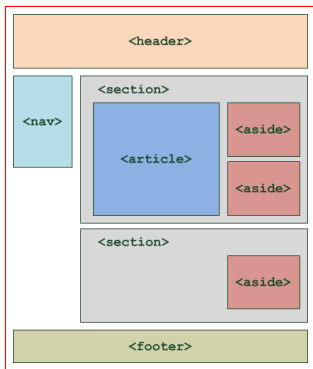 <header>
<nav>
<section>
<article>
<aside>
<aside>
<section>
<aside>
<footer>